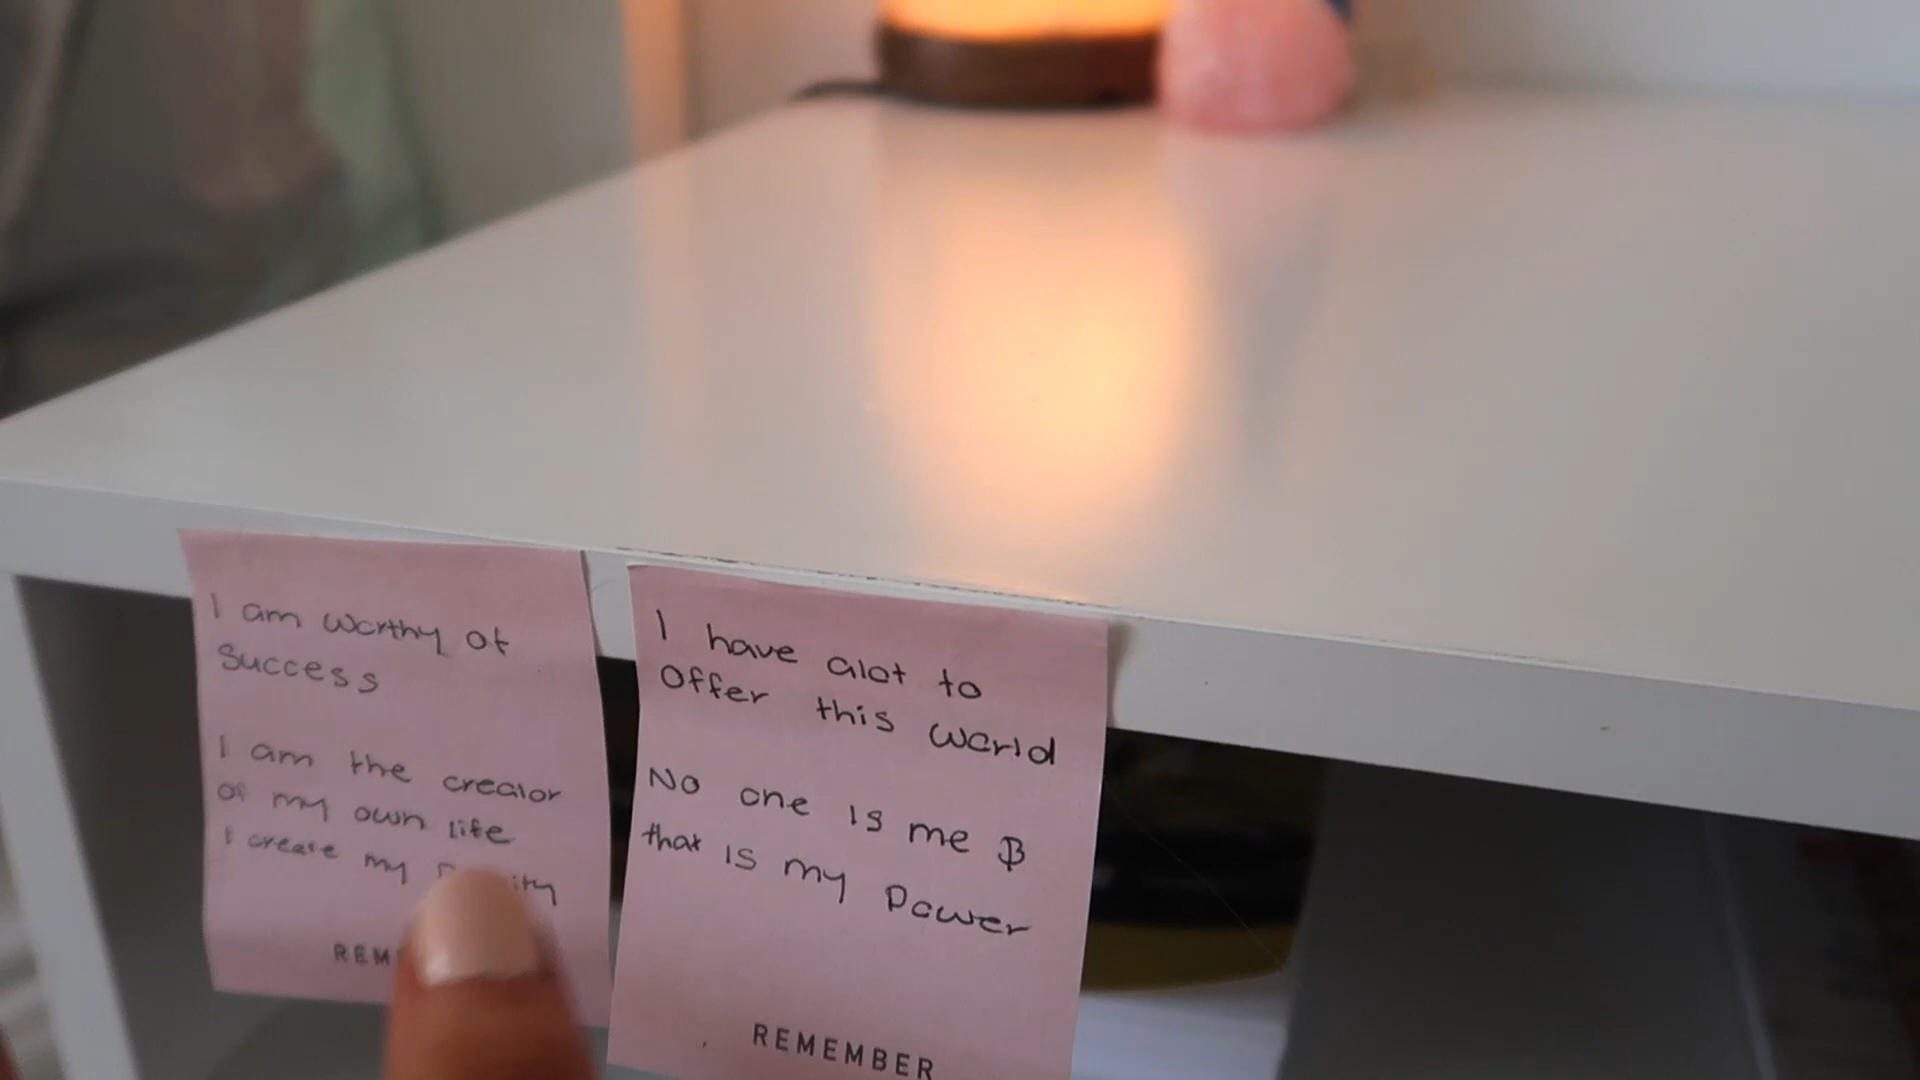 I am worthy of
Success
I am the creator
of my own life
I create my
I have alot to
Offer this world
No one is me &
that is my Power
REMEMBER